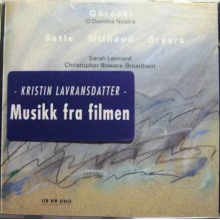 Górecki
O Domina Nostra
Satie Milhaud Bryars
Sarah Leonard
Christopher Bowers-Broadbent
- KRISTIN LAVRANSDATTER -
Musikk fra filmen
ECM NEW SERIES